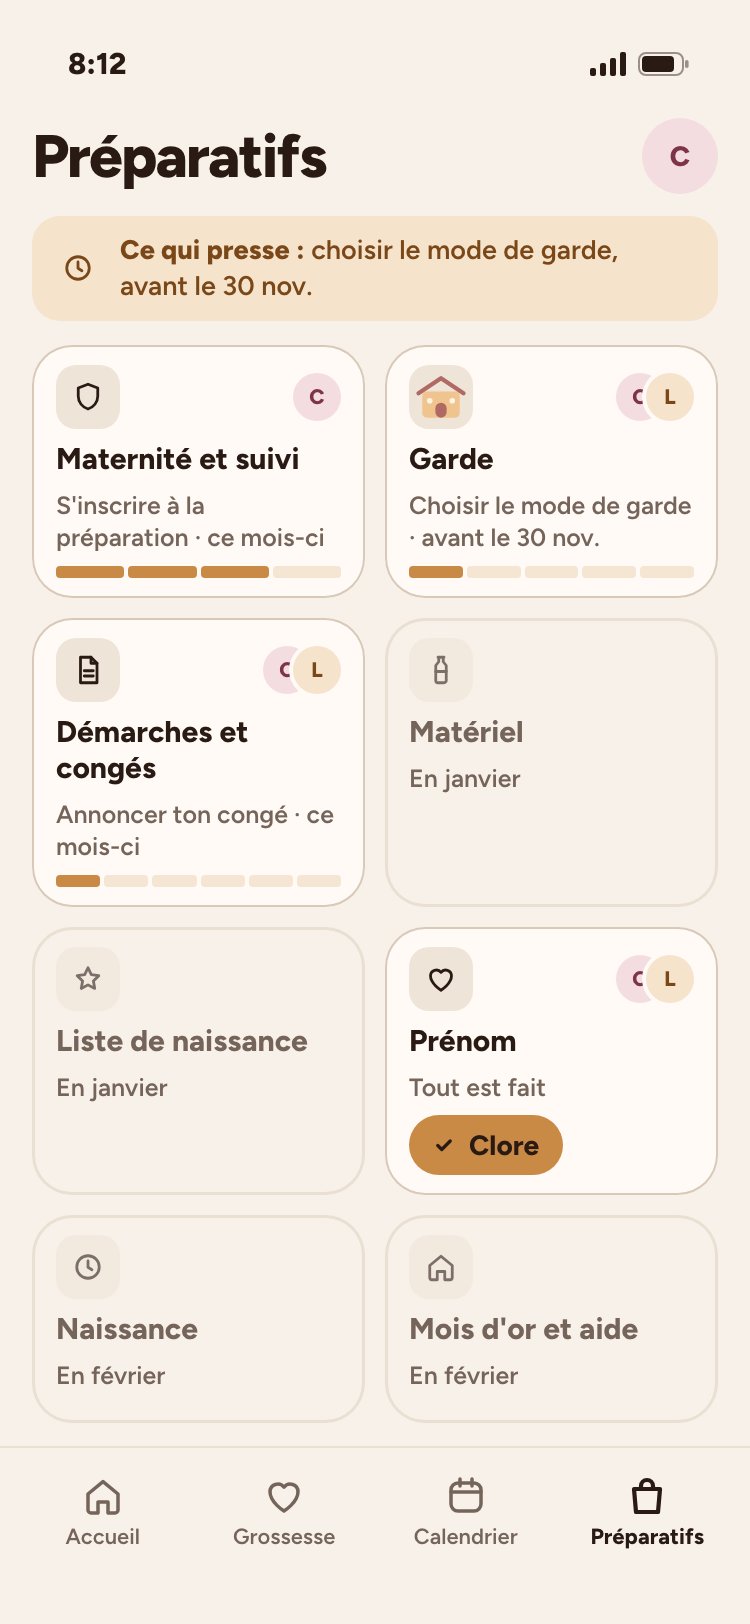 8:12
Préparatifs
C
Ce qui presse : choisir le mode de garde,
avant le 30 nov.
C
Maternité et suivi
S'inscrire à la
préparation · ce mois-ci
C L
Garde
Choisir le mode de garde
· avant le 30 nov.
C L
Démarches et
congés
Annoncer ton congé · ce
mois-ci
Matériel
En janvier
Liste de naissance
En janvier
C L
Prénom
Tout est fait
Clore
Naissance
En février
Mois d'or et aide
En février
Accueil
Grossesse
Calendrier
Préparatifs